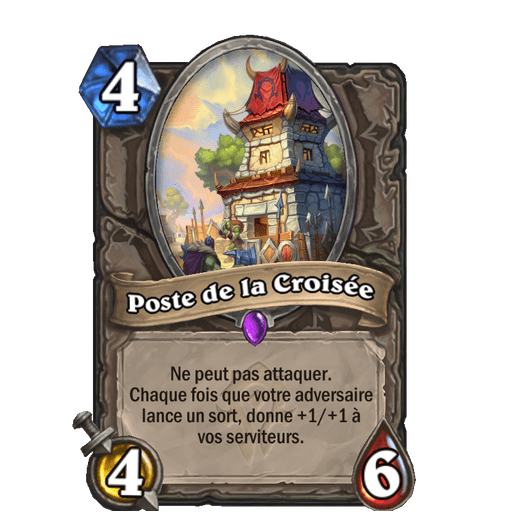 4
Poste de la Croisée
Ne peut pas attaquer.
Chaque fois que votre adversaire
lance un sort, donne +1/+1 à
vos serviteurs.
4
6